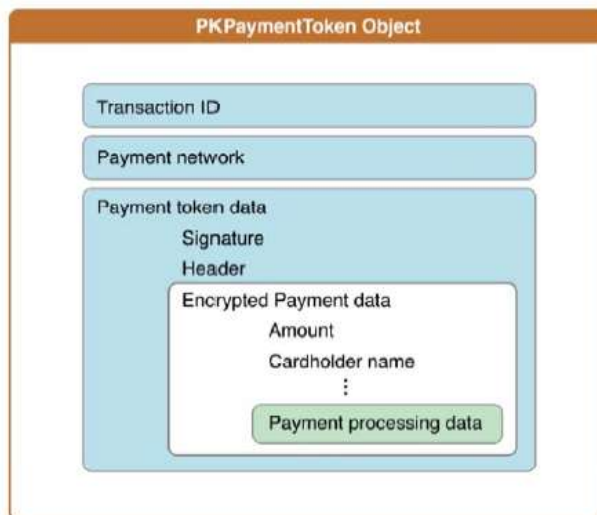 PKPaymentToken Object
Transaction ID
Payment network
Payment token data
Signature
Header
Encrypted Payment data
Amount
Cardholder name
⋮
Payment processing data